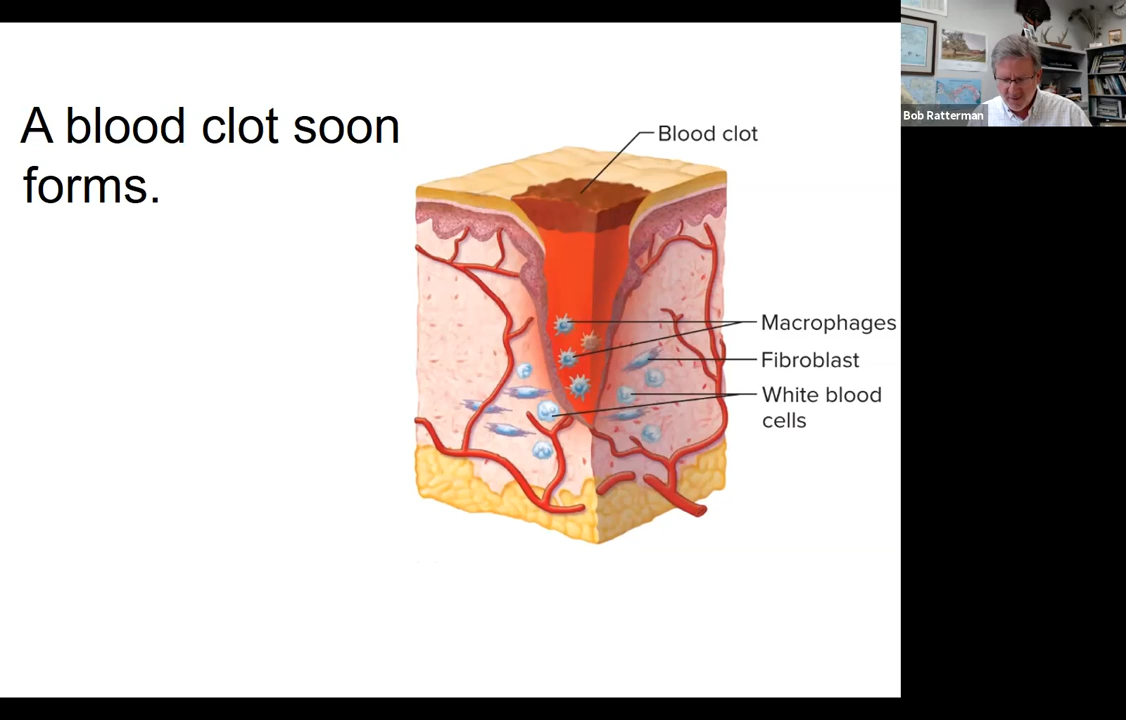 A blood clot soon
forms.
Blood clot
Macrophages
Fibroblast
White blood
cells
Bob Ratterman